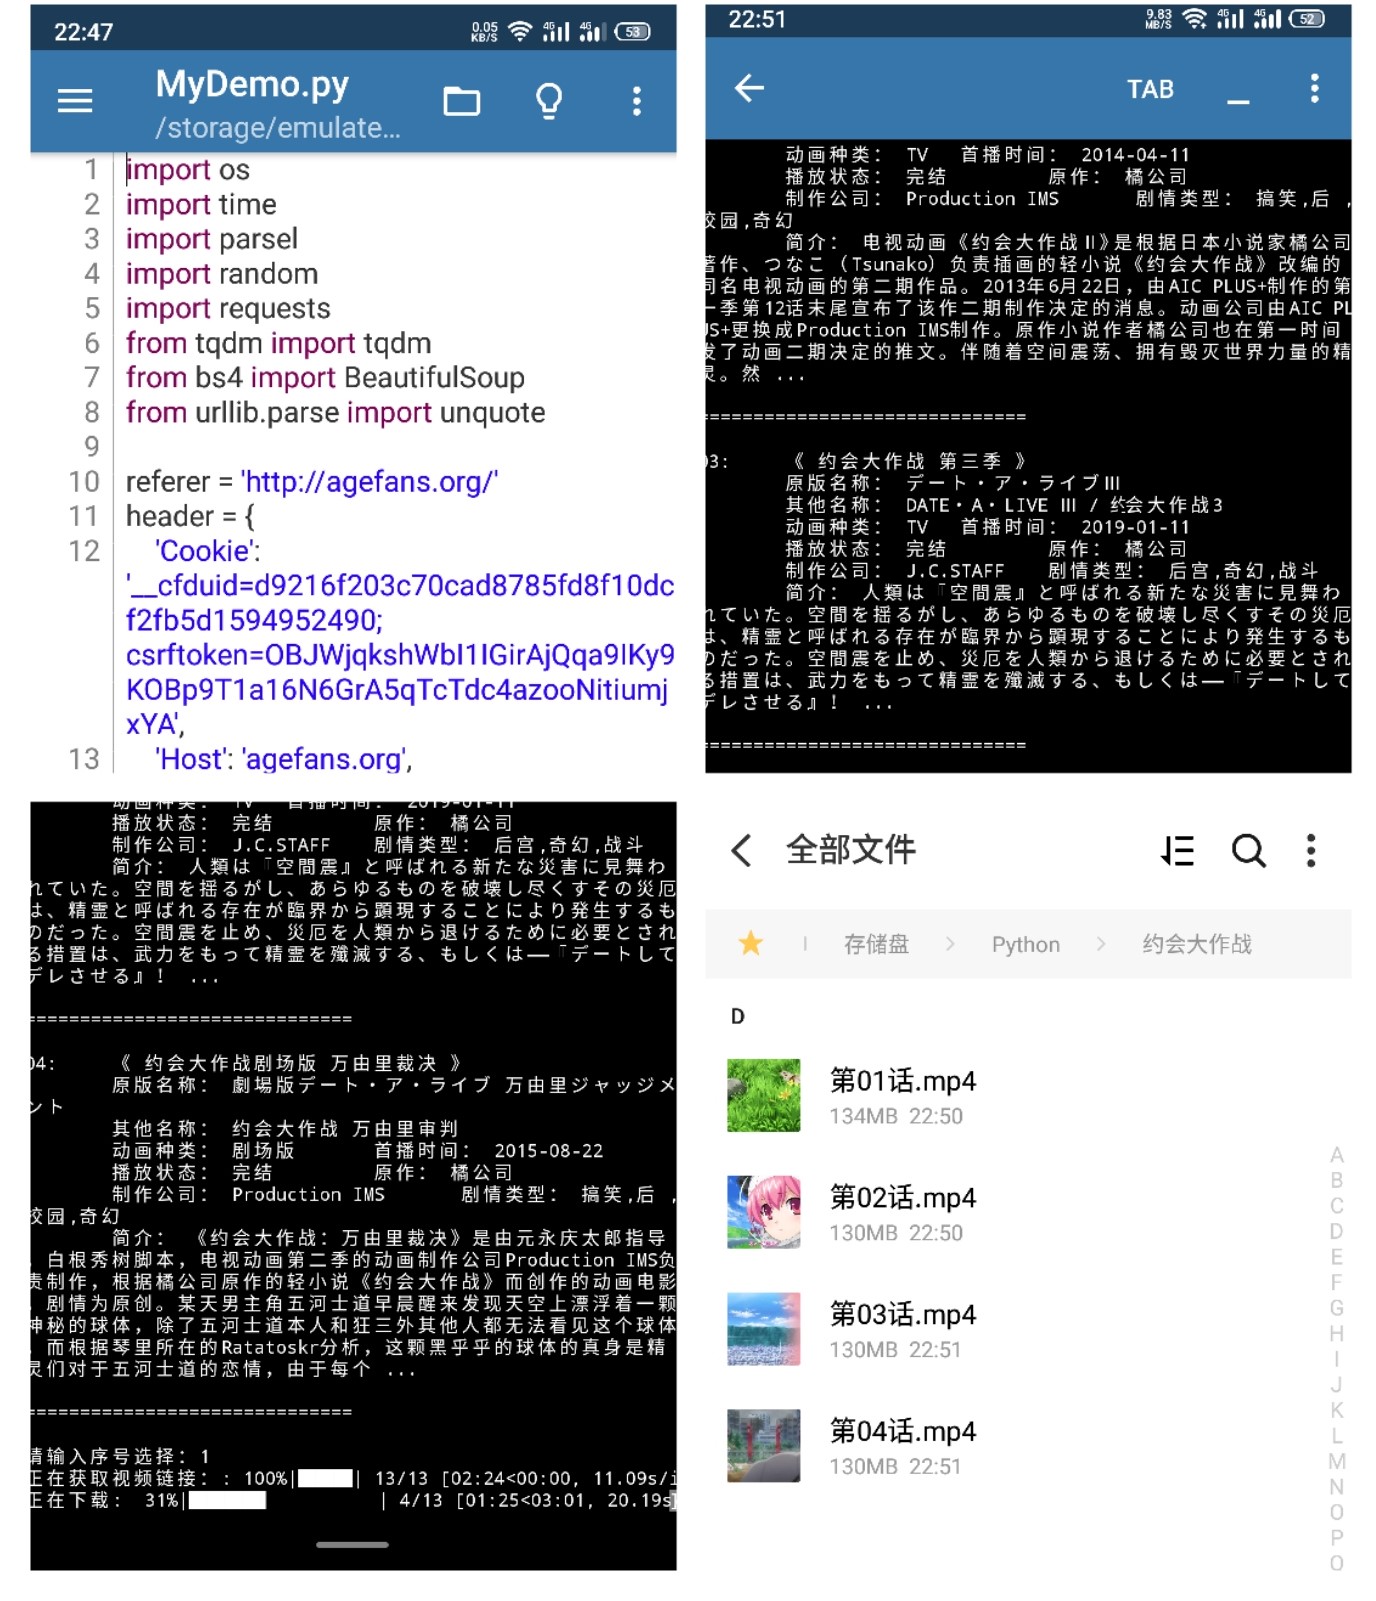 22:47
0.05 KB/S 4G 4G 53
MyDemo.py
/storage/emulate...
1 import os
2 import time
3 import parsel
4 import random
5 import requests
6 from tqdm import tqdm
7 from bs4 import BeautifulSoup
8 from urllib.parse import unquote
9
10 referer = 'http://agefans.org/'
11 header = {
12 'Cookie':
'__cfduid=d9216f203c70cad8785fd8f10dc
f2fb5d1594952490;
csrftoken=OBJWjqkshWbI1IGirAjQqa9IKy9
KOBp9T1a16N6GrA5qTcTdc4azooNitiumj
xYA',
13 'Host': 'agefans.org',
22:51
9.83 MB/S 4G 4G 52
TAB _
动画种类： TV 首播时间： 2014-04-11
播放状态： 完结 原作： 橘公司
制作公司： Production IMS 剧情类型： 搞笑,后 ,
校园,奇幻
简介： 电视动画《约会大作战Ⅱ》是根据日本小说家橘公司
著作、つなこ（Tsunako）负责插画的轻小说《约会大作战》改编的
同名电视动画的第二期作品。2013年6月22日，由AIC PLUS+制作的第
一季第12话末尾宣布了该作二期制作决定的消息。动画公司由AIC PL
US+更换成Production IMS制作。原作小说作者橘公司也在第一时间
发了动画二期决定的推文。伴随着空间震荡、拥有毁灭世界力量的精
灵。然 ...
===============================
03: 《 约会大作战 第三季 》
原版名称： デート・ア・ライブⅢ
其他名称： DATE・A・LIVE Ⅲ / 约会大作战3
动画种类： TV 首播时间： 2019-01-11
播放状态： 完结 原作： 橘公司
制作公司： J.C.STAFF 剧情类型： 后宫,奇幻,战斗
简介： 人類は『空間震』と呼ばれる新たな災害に見舞わ
れていた。空間を揺るがし、あらゆるものを破壊し尽くすその災厄
は、精霊と呼ばれる存在が臨界から顕現することにより発生するも
のだった。空間震を止め、災厄を人類から退けるために必要とされ
る措置は、武力をもって精霊を殲滅する、もしくは――『デートして
デレさせる』！ ...
===============================
动画种类： TV 首播时间： 2019-01-11
播放状态： 完结 原作： 橘公司
制作公司： J.C.STAFF 剧情类型： 后宫,奇幻,战斗
简介： 人類は『空間震』と呼ばれる新たな災害に見舞わ
れていた。空間を揺るがし、あらゆるものを破壊し尽くすその災厄
は、精霊と呼ばれる存在が臨界から顕現することにより発生するも
のだった。空間震を止め、災厄を人類から退けるために必要とされ
る措置は、武力をもって精霊を殲滅する、もしくは――『デートして
デレさせる』！ ...
===============================
04: 《 约会大作战剧场版 万由里裁决 》
原版名称： 劇場版デート・ア・ライブ 万由里ジャッジメ
ント
其他名称： 约会大作战 万由里审判
动画种类： 剧场版 首播时间： 2015-08-22
播放状态： 完结 原作： 橘公司
制作公司： Production IMS 剧情类型： 搞笑,后 ,
校园,奇幻
简介： 《约会大作战：万由里裁决》是由元永庆太郎指导
，白根秀树脚本，电视动画第二季的动画制作公司Production IMS负
责制作，根据橘公司原作的轻小说《约会大作战》而创作的动画电影
，剧情为原创。某天男主角五河士道早晨醒来发现天空上漂浮着一颗
神秘的球体，除了五河士道本人和狂三外其他人都无法看见这个球体
，而根据琴里所在的Ratatoskr分析，这颗黑乎乎的球体的真身是精
灵们对于五河士道的恋情，由于每个 ...
===============================
请输入序号选择：1
正在获取视频链接：: 100%| | 13/13 [02:24<00:00, 11.09s/i
正在下载： 31%| | 4/13 [01:25<03:01, 20.19s
全部文件
存储盘 > Python > 约会大作战
D
第01话.mp4
134MB 22:50
第02话.mp4
130MB 22:50
第03话.mp4
130MB 22:51
第04话.mp4
130MB 22:51
A
B
C
D
E
F
G
H
I
J
K
L
M
N
O
P
Q